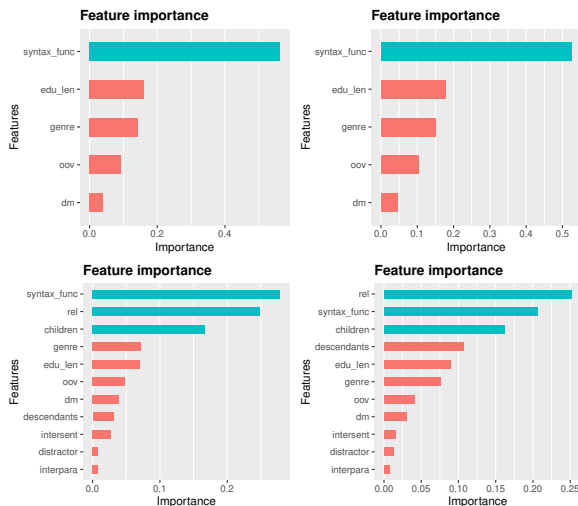 Feature importance
syntax_func
edu_len
genre
oov
dm
Features
0.0 0.2 0.4
Importance
Feature importance
syntax_func
edu_len
genre
oov
dm
Features
0.0 0.1 0.2 0.3 0.4 0.5
Importance
Feature importance
syntax_func
rel
children
genre
edu_len
oov
dm
descendants
intersent
distractor
interpara
Features
0.0 0.1 0.2
Importance
Feature importance
rel
syntax_func
children
descendants
edu_len
genre
oov
dm
intersent
distractor
interpara
Features
0.00 0.05 0.10 0.15 0.20 0.25
Importance